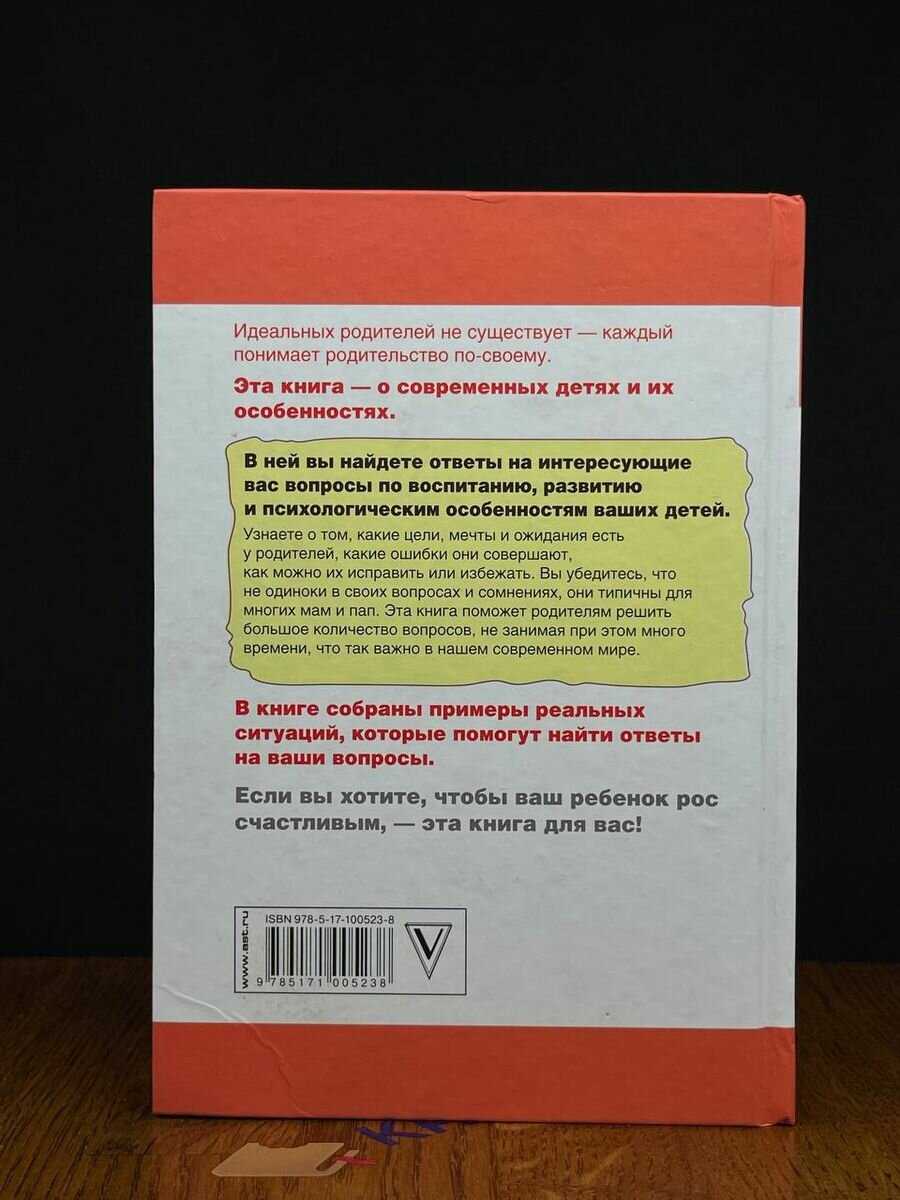 Идеальных родителей не существует — каждый
понимает родительство по-своему.
Эта книга — о современных детях и их
особенностях.
В ней вы найдете ответы на интересующие
вас вопросы по воспитанию, развитию
и психологическим особенностям ваших детей.
Узнаете о том, какие цели, мечты и ожидания есть
у родителей, какие ошибки они совершают,
как можно их исправить или избежать. Вы убедитесь, что
не одиноки в своих вопросах и сомнениях, они типичны для
многих мам и пап. Эта книга поможет родителям решить
большое количество вопросов, не занимая при этом много
времени, что так важно в нашем современном мире.
В книге собраны примеры реальных
ситуаций, которые помогут найти ответы
на ваши вопросы.
Если вы хотите, чтобы ваш ребенок рос
счастливым, — эта книга для вас!
www.ast.ru
ISBN 978-5-17-100523-8
9 785171 005238
V